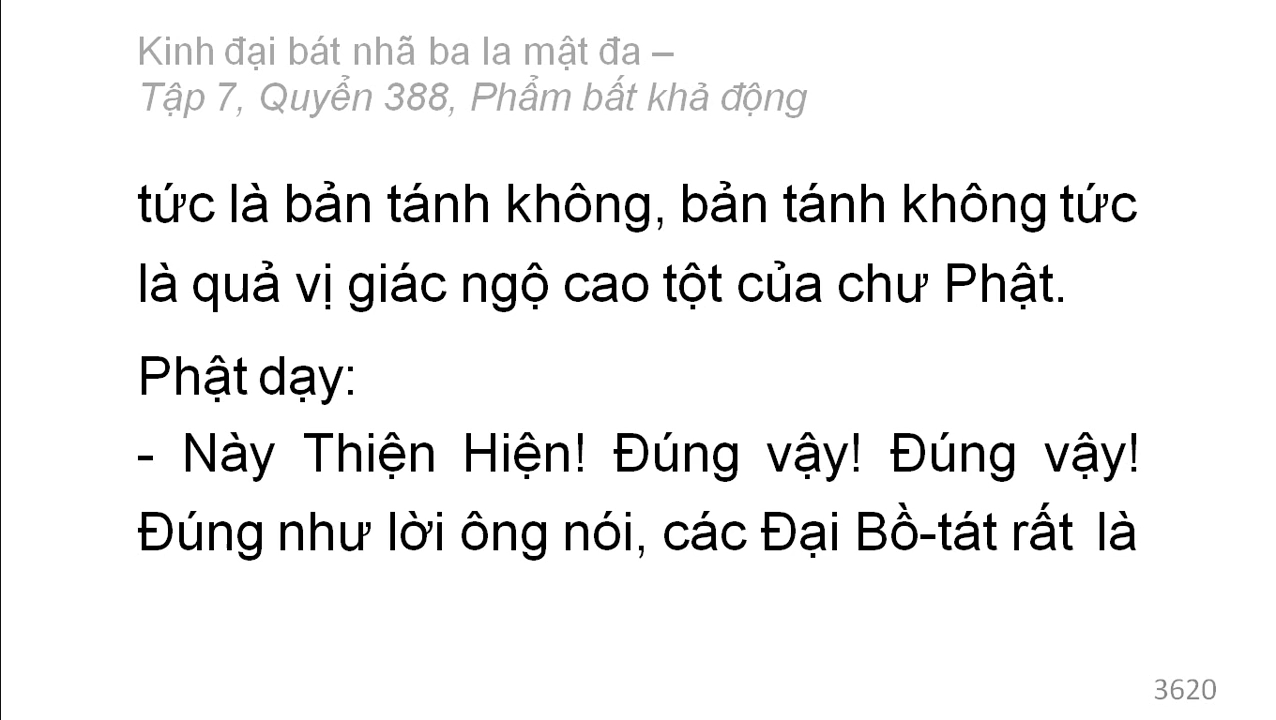 Kinh đại bát nhã ba la mật đa –
Tập 7, Quyển 388, Phẩm bất khả động
tức là bản tánh không, bản tánh không tức
là quả vị giác ngộ cao tột của chư Phật.
Phật dạy:
- Này Thiện Hiện! Đúng vậy! Đúng vậy!
Đúng như lời ông nói, các Đại Bồ-tát rất là
3620